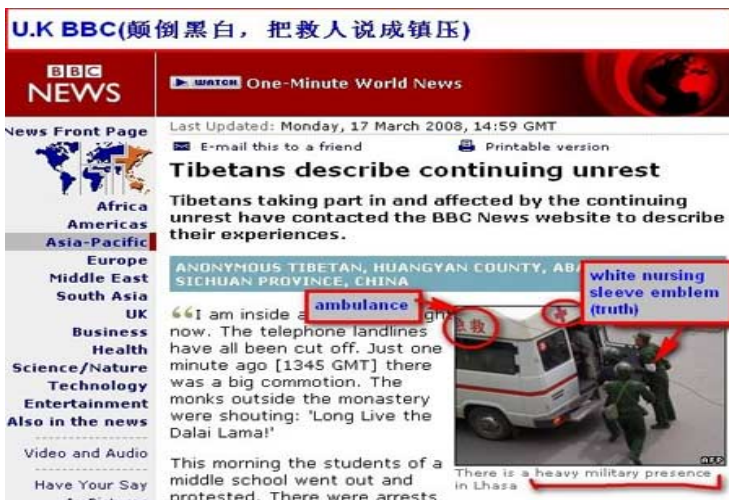 U.K BBC(颠倒黑白，把救人说成镇压)
BBC
NEWS
WATCH One-Minute World News
News Front Page
Africa
Americas
Asia-Pacific
Europe
Middle East
South Asia
UK
Business
Health
Science/Nature
Technology
Entertainment
Also in the news
Video and Audio
Have Your Say
Last Updated: Monday, 17 March 2008, 14:59 GMT
E-mail this to a friend
Printable version
Tibetans describe continuing unrest
Tibetans taking part in and affected by the continuing
unrest have contacted the BBC News website to describe
their experiences.
ANONYMOUS TIBETAN, HUANGYAN COUNTY, ABA
SICHUAN PROVINCE, CHINA
I am inside
now. The telephone landlines
have all been cut off. Just one
minute ago [1345 GMT] there
was a big commotion. The
monks outside the monastery
were shouting: 'Long Live the
Dalai Lama!'
This morning the students of a
middle school went out and
protested. There were arrests
ambulance
white nursing
sleeve emblem
(truth)
急救
AFP
There is a heavy military presence
in Lhasa